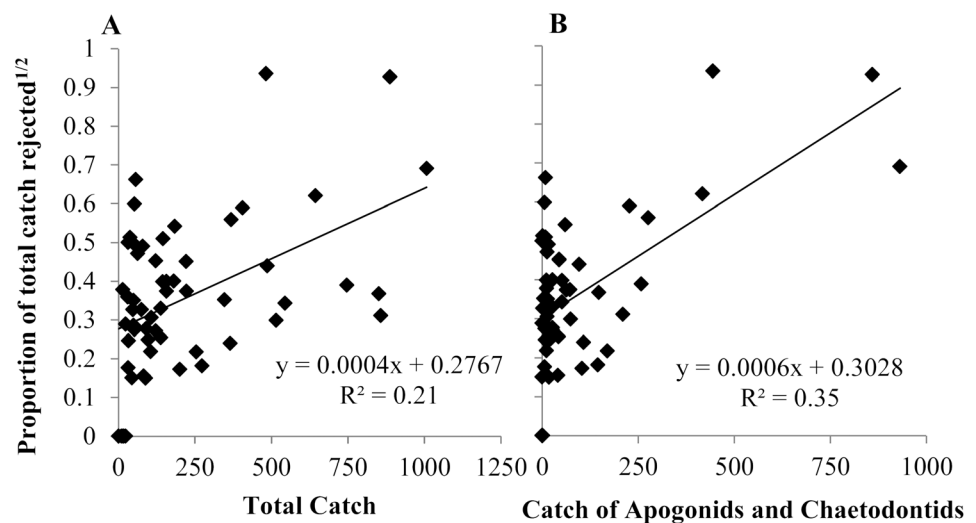 A
B
Proportion of total catch rejected1/2
1
0.9
0.8
0.7
0.6
0.5
0.4
0.3
0.2
0.1
0
y = 0.0004x + 0.2767
R² = 0.21
y = 0.0006x + 0.3028
R² = 0.35
0 250 500 750 1000 1250
0 250 500 750 1000
Total Catch
Catch of Apogonids and Chaetodontids